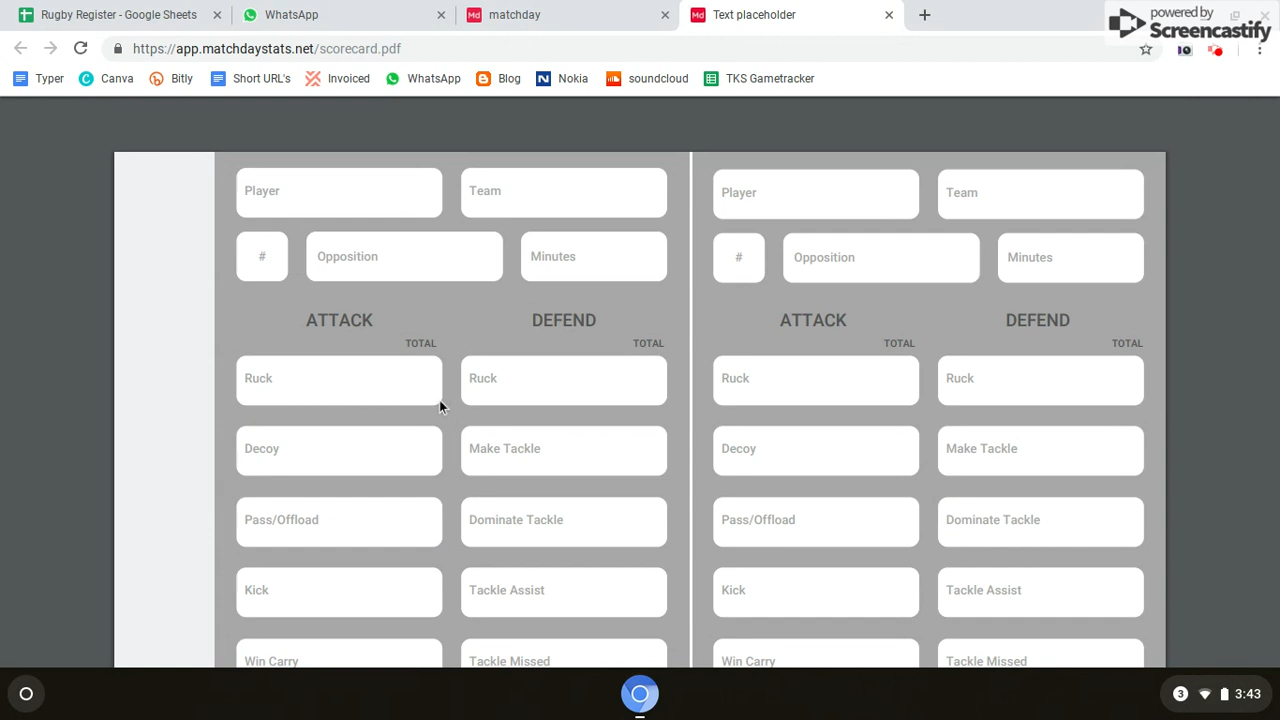 Rugby Register - Google Sheets
WhatsApp
matchday
Text placeholder
powered by
Screencastify
https://app.matchdaystats.net/scorecard.pdf
Typer Canva Bitly Short URL's Invoiced WhatsApp Blog Nokia soundcloud TKS Gametracker
Player Team Player Team
# Opposition Minutes # Opposition Minutes
ATTACK DEFEND ATTACK DEFEND
TOTAL TOTAL TOTAL TOTAL
Ruck Ruck Ruck Ruck
Decoy Make Tackle Decoy Make Tackle
Pass/Offload Dominate Tackle Pass/Offload Dominate Tackle
Kick Tackle Assist Kick Tackle Assist
Win Carry Tackle Missed Win Carry Tackle Missed
3 3:43